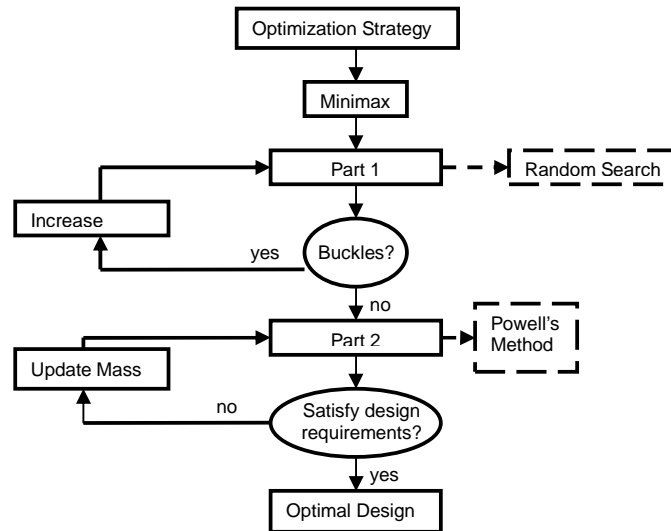 Optimization Strategy
Minimax
Part 1
Random Search
Increase
yes
Buckles?
no
Part 2
Powell's
Method
Update Mass
no
Satisfy design
requirements?
yes
Optimal Design